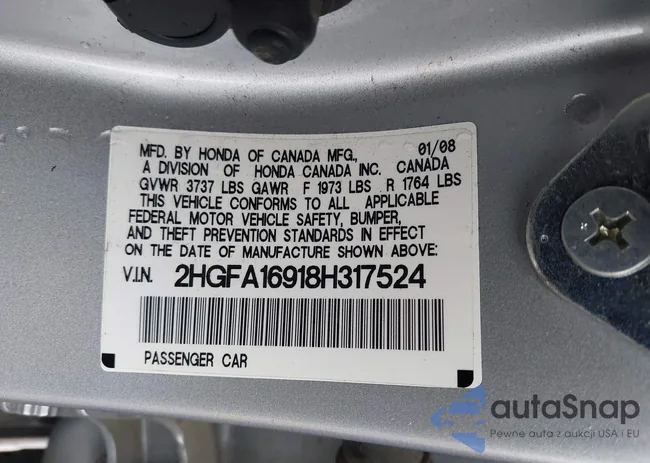 MFD. BY HONDA OF CANADA MFG., 01/08
A DIVISION OF HONDA CANADA INC. CANADA
GVWR 3737 LBS GAWR F 1973 LBS R 1764 LBS
THIS VEHICLE CONFORMS TO ALL APPLICABLE
FEDERAL MOTOR VEHICLE SAFETY, BUMPER,
AND THEFT PREVENTION STANDARDS IN EFFECT
ON THE DATE OF MANUFACTURE SHOWN ABOVE:
V.I.N. 2HGFA16918H317524
PASSENGER CAR
autaSnap
Pewne auta z aukcji USA i EU